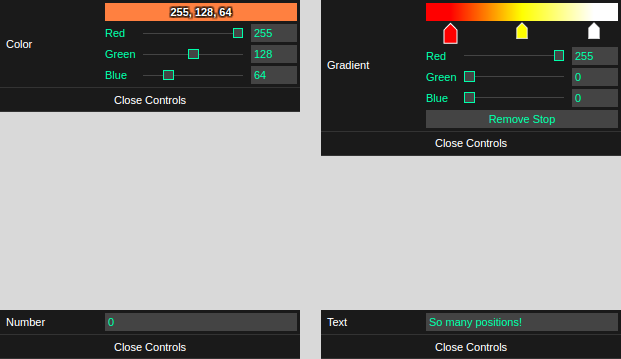 255, 128, 64
Color
Red 255
Green 128
Blue 64
Close Controls
Gradient
Red 255
Green 0
Blue 0
Remove Stop
Close Controls
Number 0
Close Controls
Text So many positions!
Close Controls